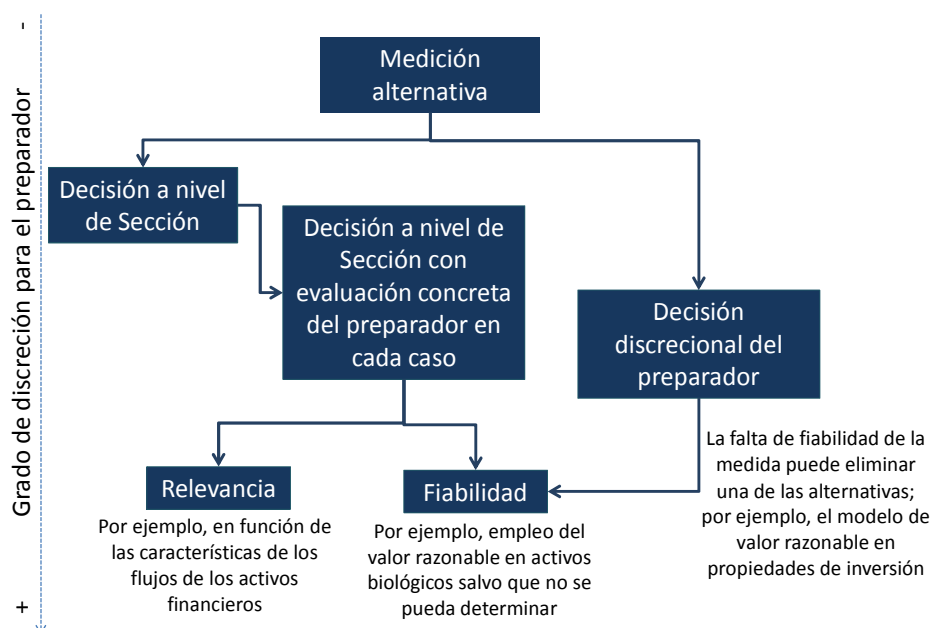 -
Grado de discreción para el preparador
+
Medición
alternativa
Decisión a nivel
de Sección
Decisión a nivel de
Sección con
evaluación concreta
del preparador en
cada caso
Decisión
discrecional del
preparador
Relevancia
Por ejemplo, en función de
las características de los
flujos de los activos
financieros
Fiabilidad
Por ejemplo, empleo del
valor razonable en activos
biológicos salvo que no se
pueda determinar
La falta de fiabilidad de la
medida puede eliminar
una de las alternativas;
por ejemplo, el modelo de
valor razonable en
propiedades de inversión